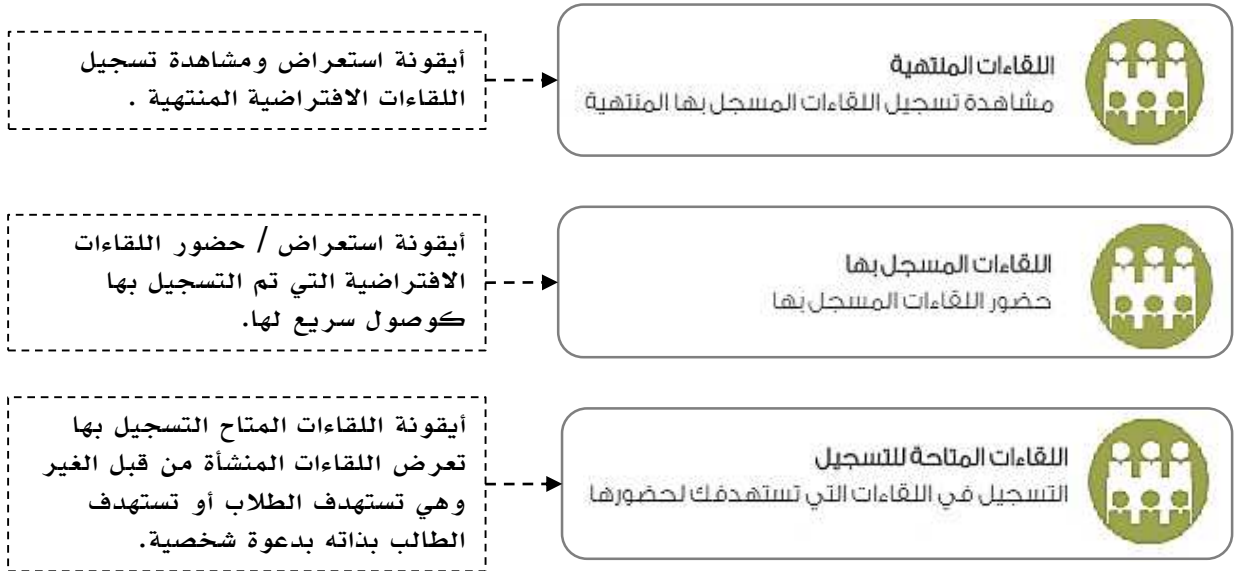 اللقاءات المنتهية
مشاهدة تسجيل اللقاءات المسجل بها المنتهية
أيقونة استعراض ومشاهدة تسجيل
اللقاءات الافتراضية المنتهية .
اللقاءات المسجل بها
حضور اللقاءات المسجل بها
أيقونة استعراض / حضور اللقاءات
الافتراضية التي تم التسجيل بها
كوصول سريع لها.
اللقاءات المتاحة للتسجيل
التسجيل في اللقاءات التي تستهدفك لحضورها
أيقونة اللقاءات المتاح التسجيل بها
تعرض اللقاءات المنشأة من قبل الغير
وهي تستهدف الطلاب أو تستهدف
الطالب بذاته بدعوة شخصية.